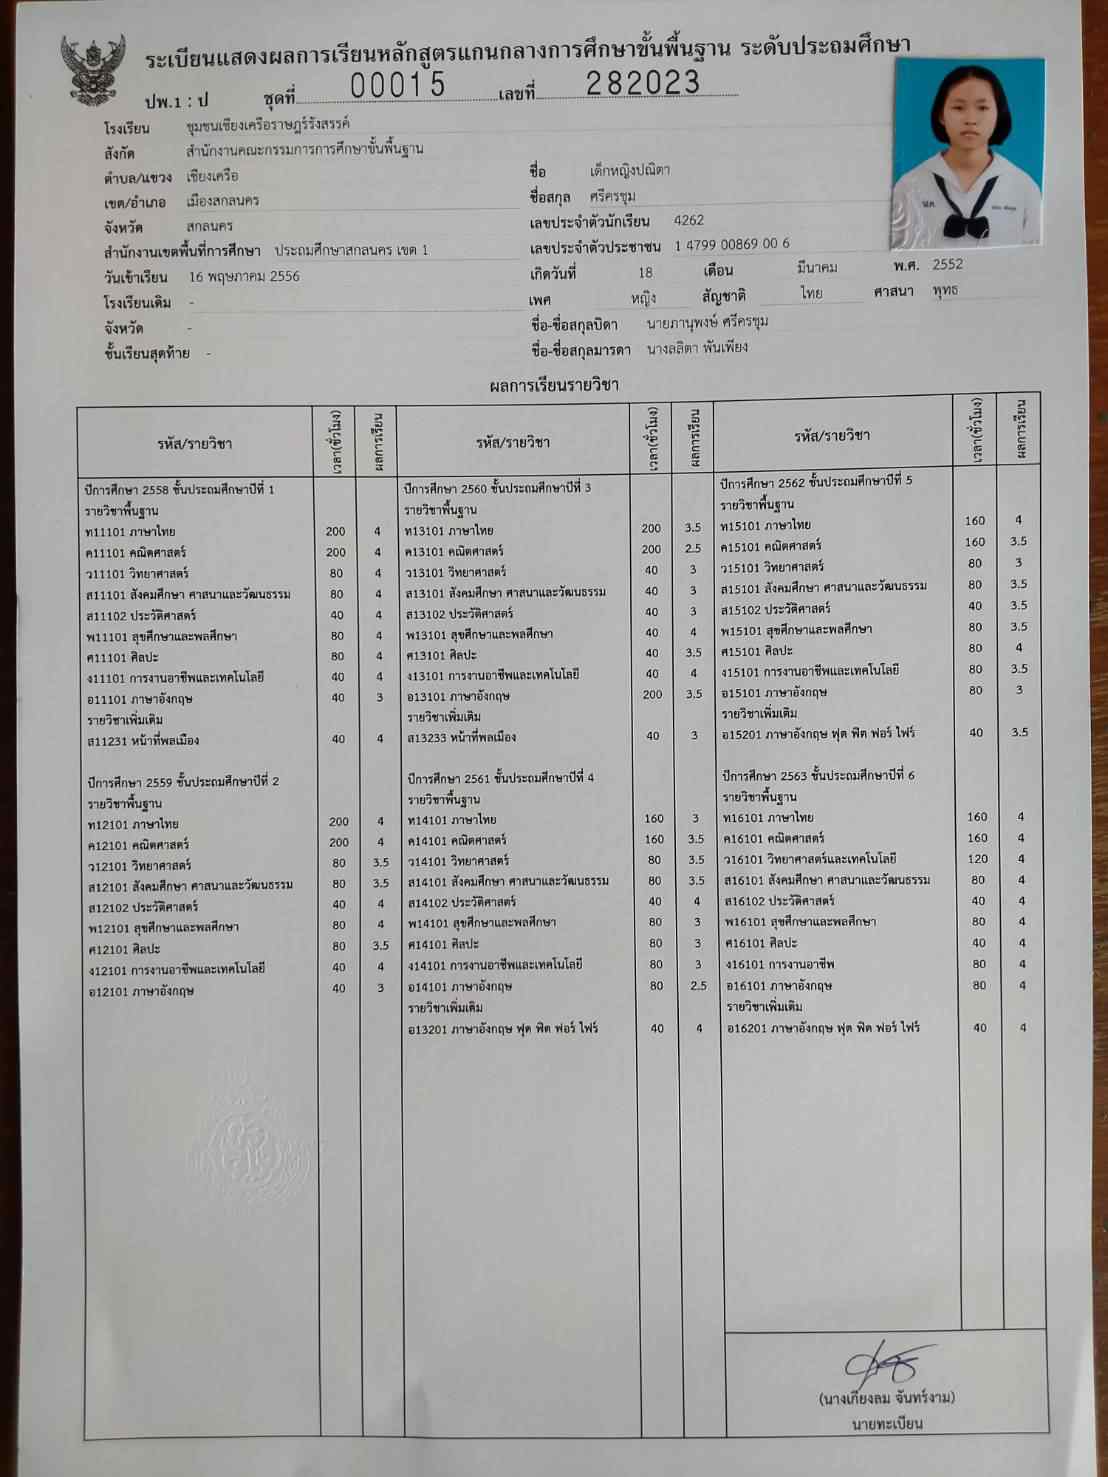 ระเบียนแสดงผลการเรียนหลักสูตรแกนกลางการศึกษาขั้นพื้นฐาน ระดับประถมศึกษา
ปพ.1 : ป ชุดที่ 00015 เลขที่ 282023
โรงเรียน ชุมชนเชียงเครือราษฎร์รังสรรค์
สังกัด สำนักงานคณะกรรมการการศึกษาขั้นพื้นฐาน
ตำบล/แขวง เชียงเครือ
เขต/อำเภอ เมืองสกลนคร
จังหวัด สกลนคร
สำนักงานเขตพื้นที่การศึกษา ประถมศึกษาสกลนคร เขต 1
วันเข้าเรียน 16 พฤษภาคม 2556
โรงเรียนเดิม -
จังหวัด -
ชั้นเรียนสุดท้าย -
ชื่อ เด็กหญิงปณิตา
ชื่อสกุล ศรีครชุม
เลขประจำตัวนักเรียน 4262
เลขประจำตัวประชาชน 1 4799 00869 00 6
เกิดวันที่ 18 เดือน มีนาคม พ.ศ. 2552
เพศ หญิง สัญชาติ ไทย ศาสนา พุทธ
ชื่อ-ชื่อสกุลบิดา นายภานุพงษ์ ศรีครชุม
ชื่อ-ชื่อสกุลมารดา นางลลิตา พันเพียง
ผลการเรียนรายวิชา
รหัส/รายวิชา เวลา(ชั่วโมง) ผลการเรียน
ปีการศึกษา 2558 ชั้นประถมศึกษาปีที่ 1
รายวิชาพื้นฐาน
ท11101 ภาษาไทย 200 4
ค11101 คณิตศาสตร์ 200 4
ว11101 วิทยาศาสตร์ 80 4
ส11101 สังคมศึกษา ศาสนาและวัฒนธรรม 80 4
ส11102 ประวัติศาสตร์ 40 4
พ11101 สุขศึกษาและพลศึกษา 80 4
ศ11101 ศิลปะ 80 4
ง11101 การงานอาชีพและเทคโนโลยี 40 4
อ11101 ภาษาอังกฤษ 40 3
รายวิชาเพิ่มเติม
ส11231 หน้าที่พลเมือง 40 4
ปีการศึกษา 2559 ชั้นประถมศึกษาปีที่ 2
รายวิชาพื้นฐาน
ท12101 ภาษาไทย 200 4
ค12101 คณิตศาสตร์ 200 4
ว12101 วิทยาศาสตร์ 80 3.5
ส12101 สังคมศึกษา ศาสนาและวัฒนธรรม 80 3.5
ส12102 ประวัติศาสตร์ 40 4
พ12101 สุขศึกษาและพลศึกษา 80 4
ศ12101 ศิลปะ 80 3.5
ง12101 การงานอาชีพและเทคโนโลยี 40 4
อ12101 ภาษาอังกฤษ 40 3
รหัส/รายวิชา เวลา(ชั่วโมง) ผลการเรียน
ปีการศึกษา 2560 ชั้นประถมศึกษาปีที่ 3
รายวิชาพื้นฐาน
ท13101 ภาษาไทย 200 3.5
ค13101 คณิตศาสตร์ 200 2.5
ว13101 วิทยาศาสตร์ 40 3
ส13101 สังคมศึกษา ศาสนาและวัฒนธรรม 40 3
ส13102 ประวัติศาสตร์ 40 3
พ13101 สุขศึกษาและพลศึกษา 40 4
ศ13101 ศิลปะ 40 3.5
ง13101 การงานอาชีพและเทคโนโลยี 40 4
อ13101 ภาษาอังกฤษ 200 3.5
รายวิชาเพิ่มเติม
ส13233 หน้าที่พลเมือง 40 3
ปีการศึกษา 2561 ชั้นประถมศึกษาปีที่ 4
รายวิชาพื้นฐาน
ท14101 ภาษาไทย 160 3
ค14101 คณิตศาสตร์ 160 3.5
ว14101 วิทยาศาสตร์ 80 3.5
ส14101 สังคมศึกษา ศาสนาและวัฒนธรรม 80 3.5
ส14102 ประวัติศาสตร์ 40 4
พ14101 สุขศึกษาและพลศึกษา 80 3
ศ14101 ศิลปะ 80 3
ง14101 การงานอาชีพและเทคโนโลยี 80 3
อ14101 ภาษาอังกฤษ 80 2.5
รายวิชาเพิ่มเติม
อ13201 ภาษาอังกฤษ ฟุต ฟิต ฟอร์ ไฟร์ 40 4
รหัส/รายวิชา เวลา(ชั่วโมง) ผลการเรียน
ปีการศึกษา 2562 ชั้นประถมศึกษาปีที่ 5
รายวิชาพื้นฐาน
ท15101 ภาษาไทย 160 4
ค15101 คณิตศาสตร์ 160 3.5
ว15101 วิทยาศาสตร์ 80 3
ส15101 สังคมศึกษา ศาสนาและวัฒนธรรม 80 3.5
ส15102 ประวัติศาสตร์ 40 3.5
พ15101 สุขศึกษาและพลศึกษา 80 3.5
ศ15101 ศิลปะ 80 4
ง15101 การงานอาชีพและเทคโนโลยี 80 3.5
อ15101 ภาษาอังกฤษ 80 3
รายวิชาเพิ่มเติม
อ15201 ภาษาอังกฤษ ฟุต ฟิต ฟอร์ ไฟร์ 40 3.5
ปีการศึกษา 2563 ชั้นประถมศึกษาปีที่ 6
รายวิชาพื้นฐาน
ท16101 ภาษาไทย 160 4
ค16101 คณิตศาสตร์ 160 4
ว16101 วิทยาศาสตร์และเทคโนโลยี 120 4
ส16101 สังคมศึกษา ศาสนาและวัฒนธรรม 80 4
ส16102 ประวัติศาสตร์ 40 4
พ16101 สุขศึกษาและพลศึกษา 80 4
ศ16101 ศิลปะ 40 4
ง16101 การงานอาชีพ 80 4
อ16101 ภาษาอังกฤษ 80 4
รายวิชาเพิ่มเติม
อ16201 ภาษาอังกฤษ ฟุต ฟิต ฟอร์ ไฟร์ 40 4
(นางเกียงลม จันทร์งาม)
นายทะเบียน